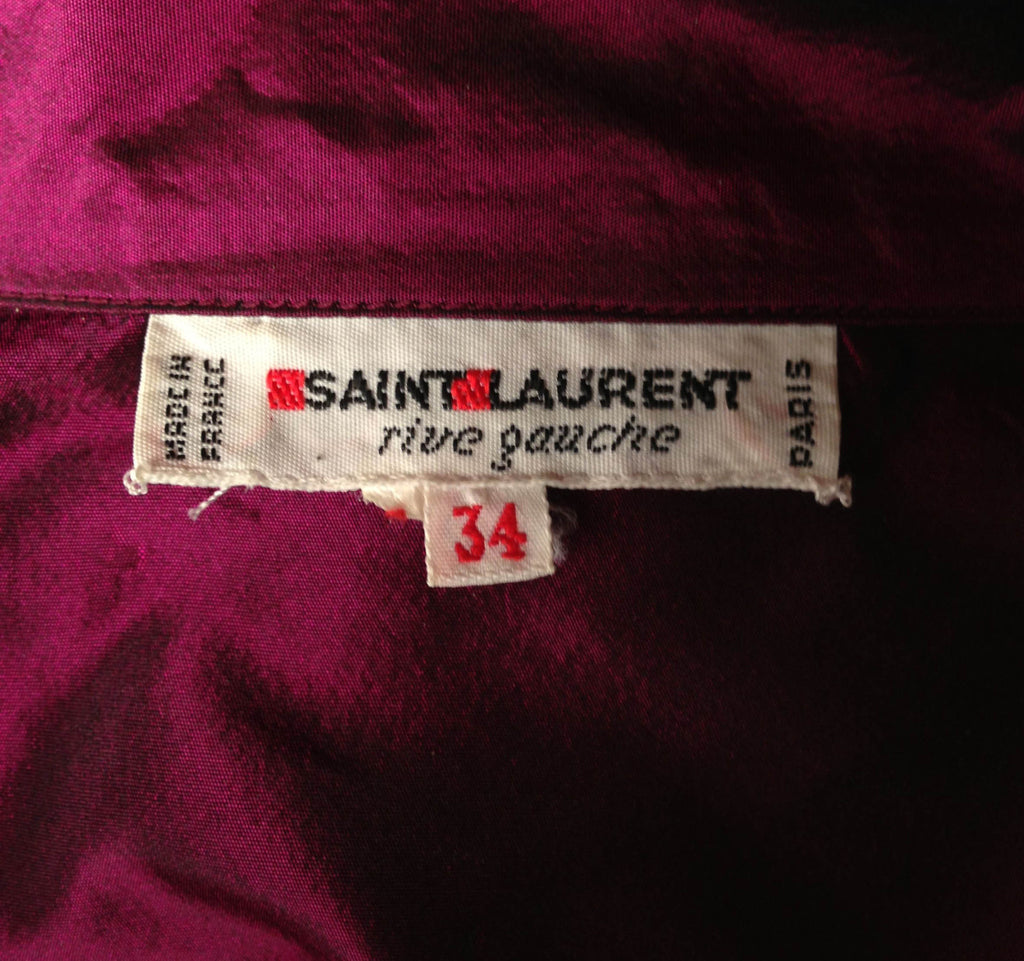 MADE IN
FRANCE
SAINT LAURENT
rive gauche
PARIS
34